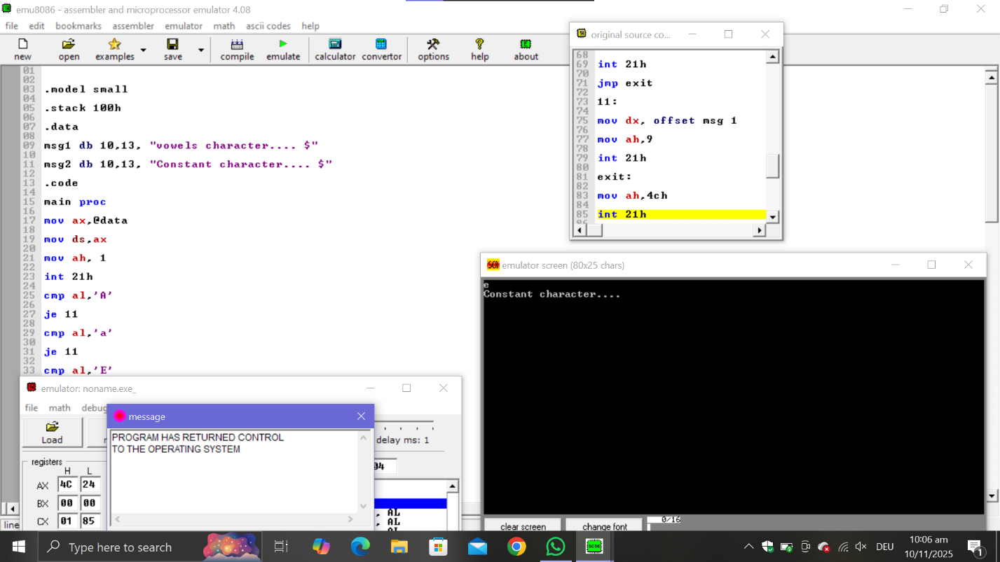 emu8086 - assembler and microprocessor emulator 4.08
file edit bookmarks assembler emulator math ascii codes help
new open examples save compile emulate calculator convertor options help about
01
02
03 .model small
04
05 .stack 100h
06
07 .data
08
09 msg1 db 10,13, "vowels character.... $"
10
11 msg2 db 10,13, "Constant character.... $"
12
13 .code
14
15 main proc
16
17 mov ax,@data
18
19 mov ds,ax
20
21 mov ah, 1
22
23 int 21h
24
25 cmp al,'A'
26
27 je 11
28
29 cmp al,'a'
30
31 je 11
32
33 cmp al,'E'
original source co...
68
69 int 21h
70
71 jmp exit
72
73 11:
74
75 mov dx, offset msg 1
76
77 mov ah,9
78
79 int 21h
80
81 exit:
82
83 mov ah,4ch
84
85 int 21h
86
emulator screen (80x25 chars)
e
Constant character....
clear screen change font 0/16
emulator: noname.exe_
file math debug
Load
delay ms: 1
registers
H L
04
AX 4C 24
BX 00 00
CX 01 85
, AL
, AL
message
PROGRAM HAS RETURNED CONTROL
TO THE OPERATING SYSTEM
line
Type here to search
DEU
10:06 am
10/11/2025
1